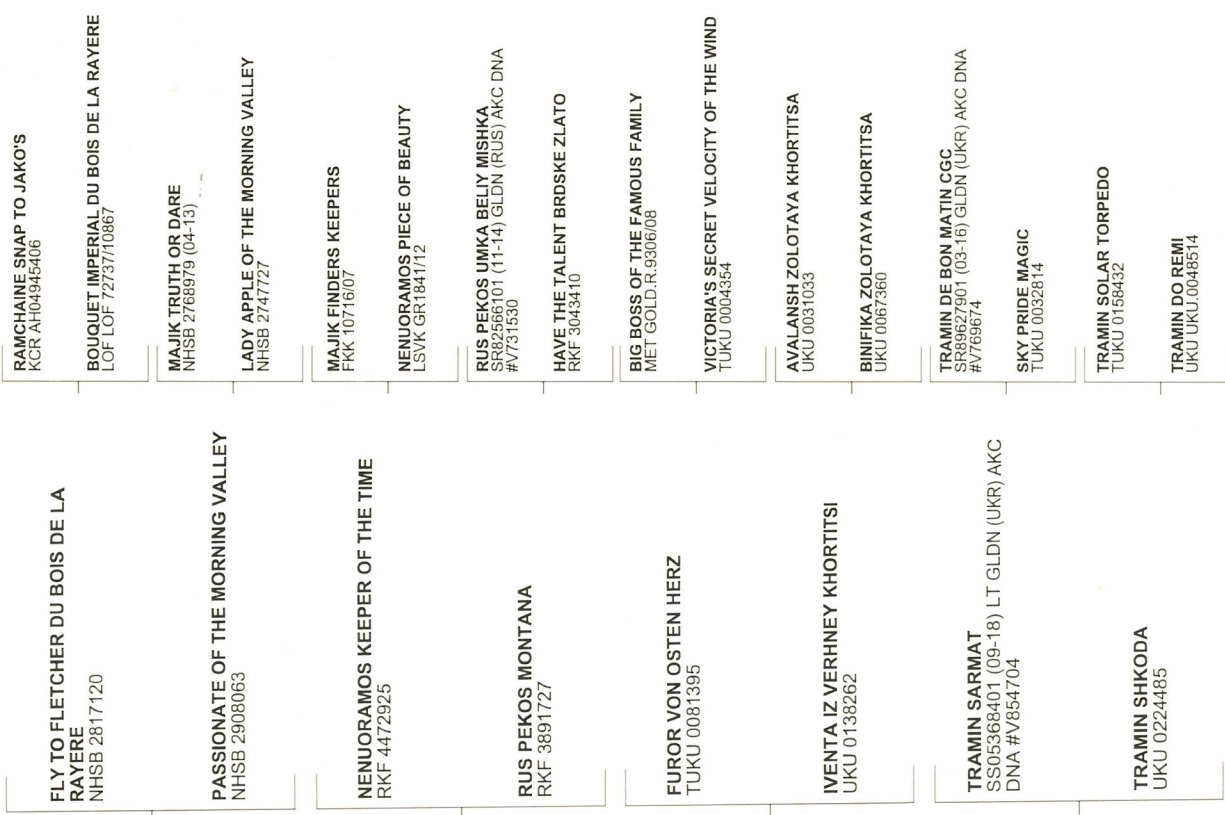 FLY TO FLETCHER DU BOIS DE LA
RAYERE
NHSB 2817120
PASSIONATE OF THE MORNING VALLEY
NHSB 2908063
NENUORAMOS KEEPER OF THE TIME
RKF 4472925
RUS PEKOS MONTANA
RKF 3891727
FUROR VON OSTEN HERZ
TUKU 0081395
IVENTA IZ VERHNEY KHORTITSI
UKU 0138262
TRAMIN SARMAT
SS05368401 (09-18) LT GLDN (UKR) AKC
DNA #V854704
TRAMIN SHKODA
UKU 0224485
RAMCHAINE SNAP TO JAKO'S
KCR AH04945406
BOUQUET IMPERIAL DU BOIS DE LA RAYERE
LOF LOF 72737/10867
MAJIK TRUTH OR DARE
NHSB 2768979 (04-13)
LADY APPLE OF THE MORNING VALLEY
NHSB 2747727
MAJIK FINDERS KEEPERS
FKK 10716/07
NENUORAMOS PIECE OF BEAUTY
LSVK GR1841/12
RUS PEKOS UMKA BELIY MISHKA
SR82566101 (11-14) GLDN (RUS) AKC DNA
#V731530
HAVE THE TALENT BRDSKE ZLATO
RKF 3043410
BIG BOSS OF THE FAMOUS FAMILY
MET GOLD.R.9306/08
VICTORIA'S SECRET VELOCITY OF THE WIND
TUKU 0004354
AVALANSH ZOLOTAYA KHORTITSA
UKU 0031033
BINIFIKA ZOLOTAYA KHORTITSA
UKU 0067360
TRAMIN DE BON MATIN CGC
SR89627901 (03-16) GLDN (UKR) AKC DNA
#V769674
SKY PRIDE MAGIC
TUKU 0032814
TRAMIN SOLAR TORPEDO
TUKU 0158432
TRAMIN DO REMI
UKU UKU.0048514